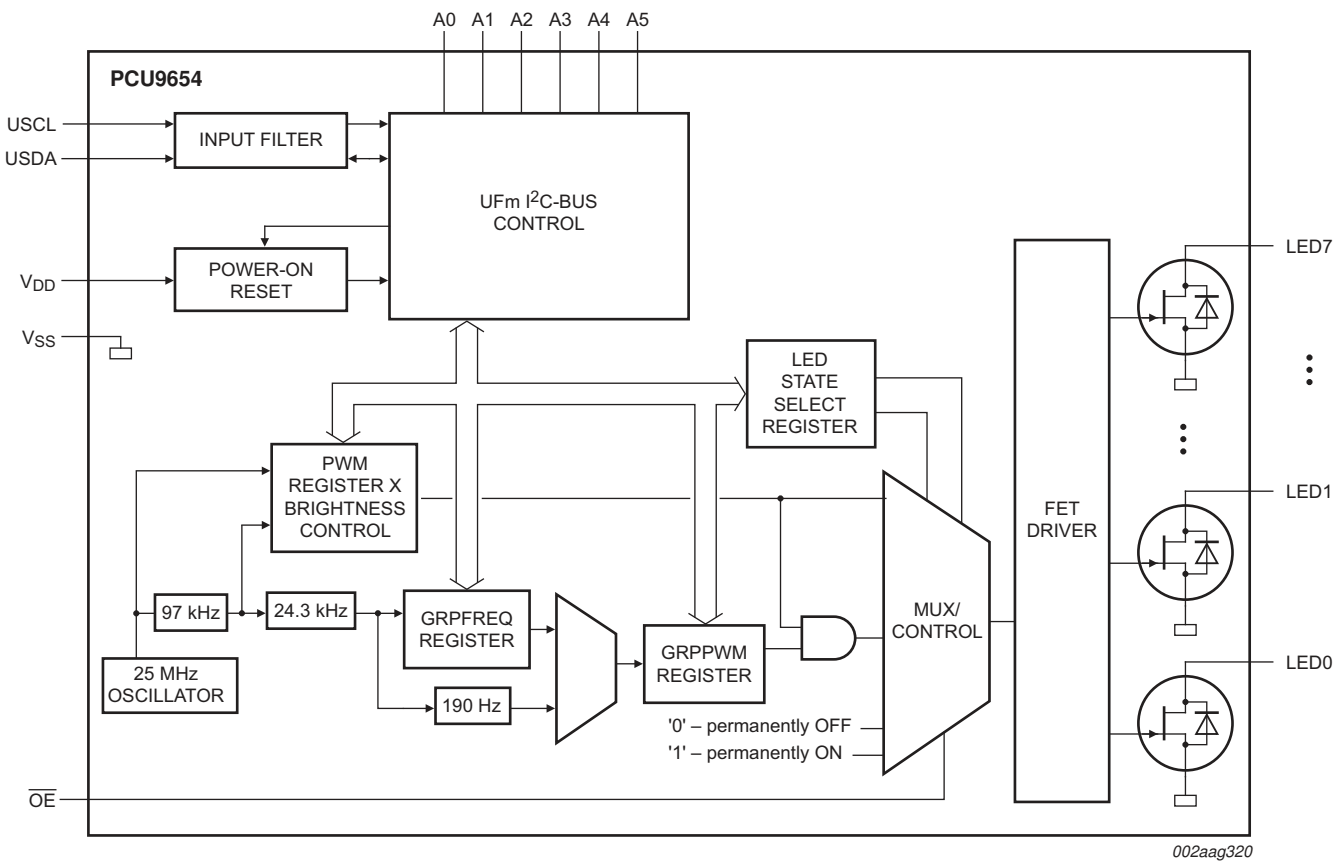 A0 A1 A2 A3 A4 A5
PCU9654
USCL
USDA
INPUT FILTER
UFm I²C-BUS
CONTROL
POWER-ON
RESET
VDD
VSS
LED
STATE
SELECT
REGISTER
PWM
REGISTER X
BRIGHTNESS
CONTROL
97 kHz
24.3 kHz
25 MHz
OSCILLATOR
GRPFREQ
REGISTER
190 Hz
GRPPWM
REGISTER
'0' – permanently OFF
'1' – permanently ON
MUX/
CONTROL
FET
DRIVER
LED7
LED1
LED0
OE
002aag320